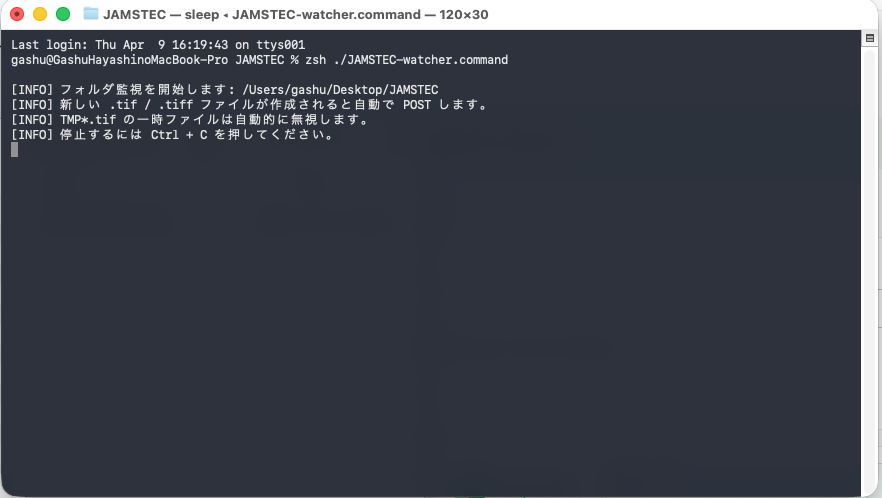 JAMSTEC — sleep ◂ JAMSTEC-watcher.command — 120×30
Last login: Thu Apr  9 16:19:43 on ttys001
gashu@GashuHayashinoMacBook-Pro JAMSTEC % zsh ./JAMSTEC-watcher.command
[INFO] フォルダ監視を開始します: /Users/gashu/Desktop/JAMSTEC
[INFO] 新しい .tif / .tiff ファイルが作成されると自動で POST します。
[INFO] TMP*.tif の一時ファイルは自動的に無視します。
[INFO] 停止するには Ctrl + C を押してください。